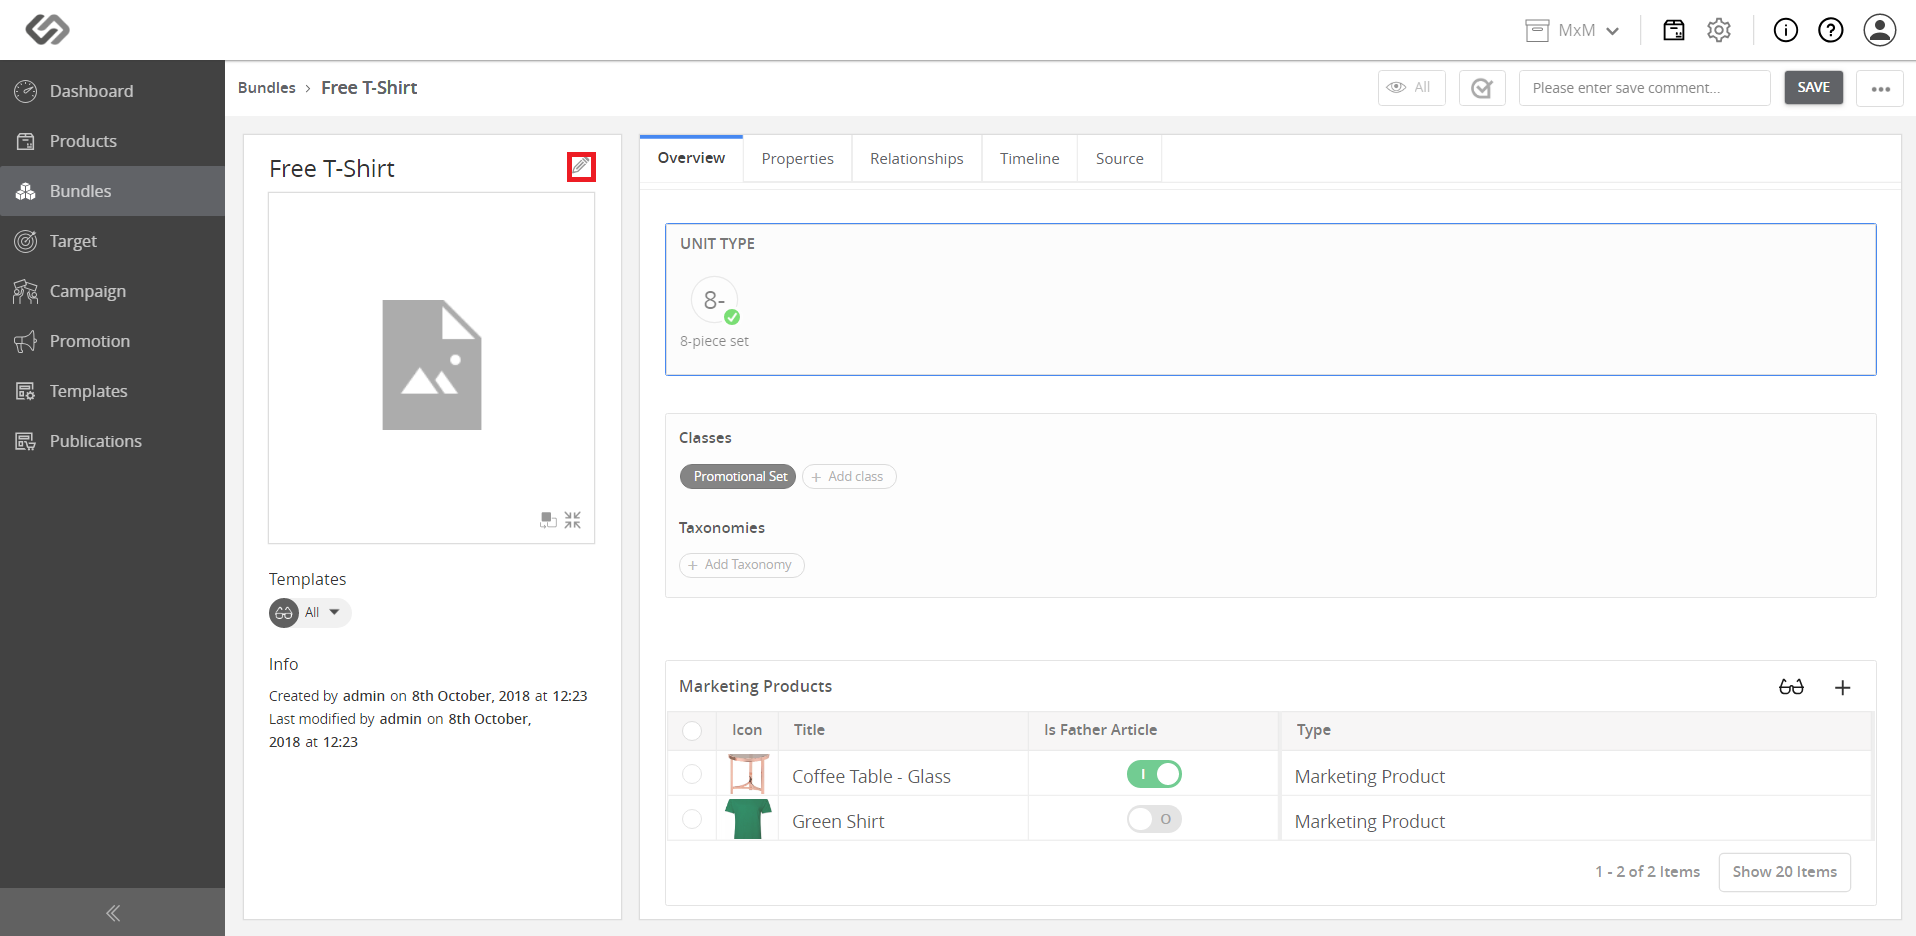 MxM
Dashboard
Products
Bundles
Target
Campaign
Promotion
Templates
Publications
Bundles › Free T-Shirt
All
Please enter save comment...
SAVE
Free T-Shirt
Templates
All
Info
Created by admin on 8th October, 2018 at 12:23
Last modified by admin on 8th October,
2018 at 12:23
Overview Properties Relationships Timeline Source
UNIT TYPE
8-
8-piece set
Classes
Promotional Set + Add class
Taxonomies
+ Add Taxonomy
Marketing Products
Icon Title Is Father Article Type
Coffee Table - Glass I Marketing Product
Green Shirt O Marketing Product
1 - 2 of 2 Items Show 20 Items